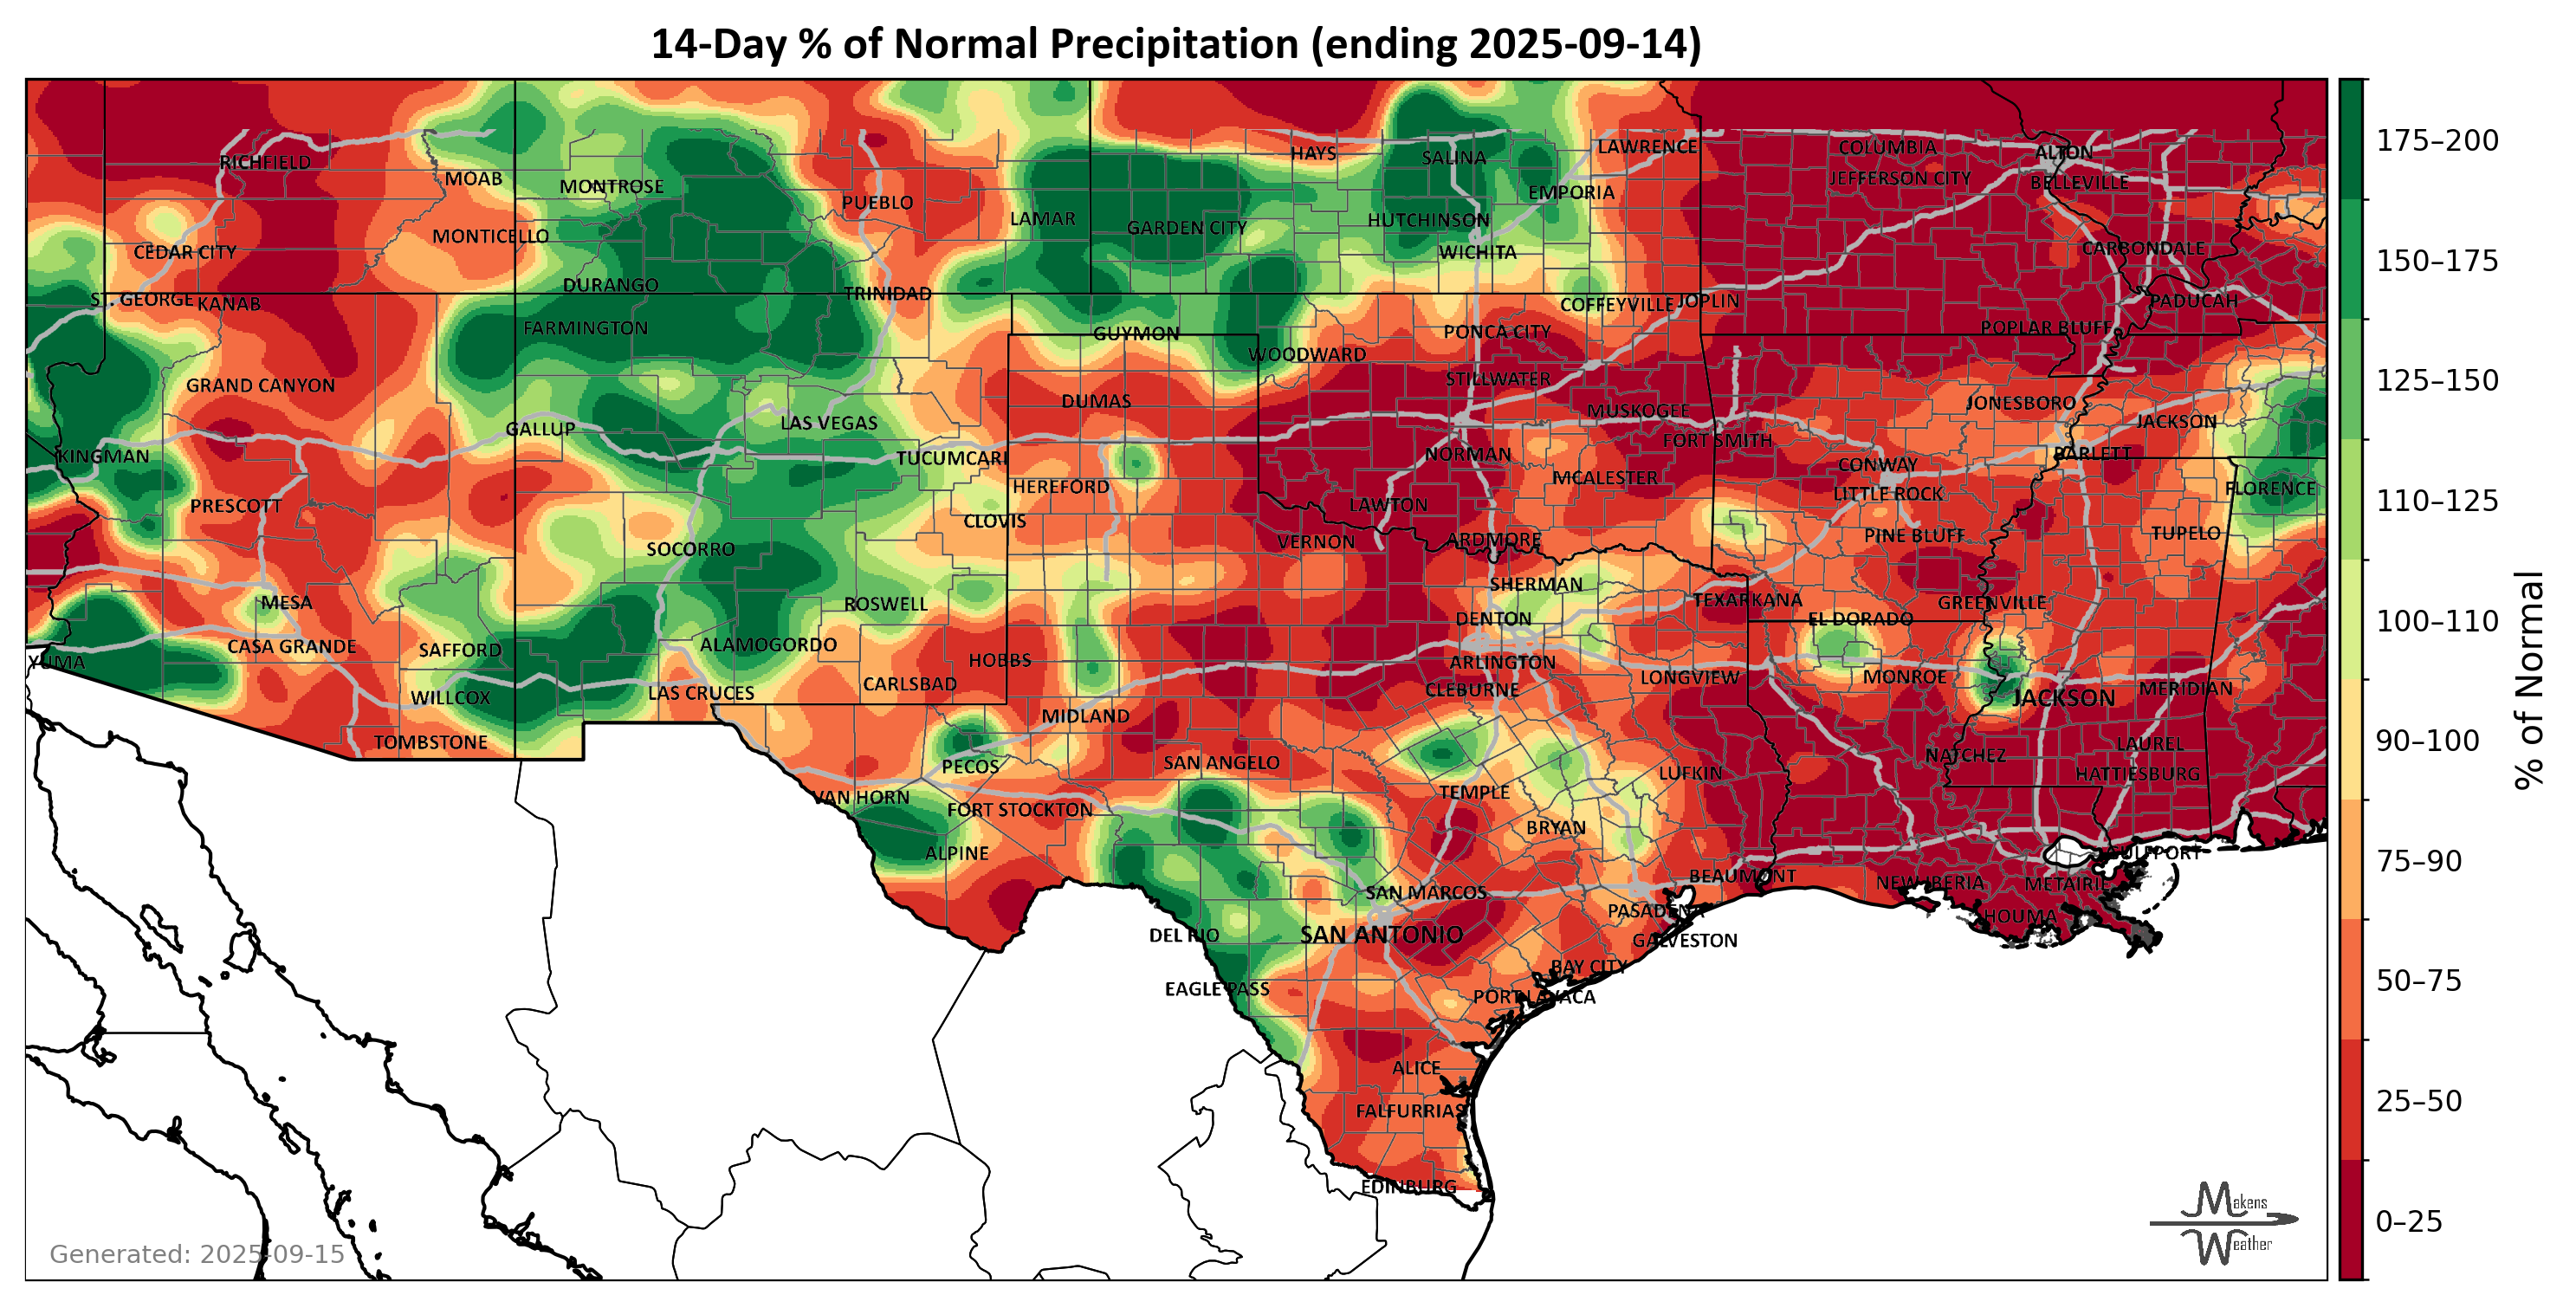 14-Day % of Normal Precipitation (ending 2025-09-14)
RICHFIELD
MOAB
MONTROSE
PUEBLO
LAMAR
HAYS
SALINA
LAWRENCE
EMPORIA
COLUMBIA
ALTON
JEFFERSON CITY
BELLEVILLE
CEDAR CITY
MONTICELLO
GARDEN CITY
HUTCHINSON
WICHITA
CARBONDALE
ST. GEORGE
KANAB
DURANGO
TRINIDAD
COFFEYVILLE
JOPLIN
PADUCAH
FARMINGTON
GUYMON
PONCA CITY
POPLAR BLUFF
WOODWARD
GRAND CANYON
STILLWATER
DUMAS
MUSKOGEE
JONESBORO
JACKSON
GALLUP
LAS VEGAS
FORT SMITH
KINGMAN
TUCUMCARI
NORMAN
BARLETT
CONWAY
HEREFORD
MCALESTER
LITTLE ROCK
FLORENCE
PRESCOTT
LAWTON
CLOVIS
VERNON
ARDMORE
PINE BLUFF
TUPELO
SOCORRO
SHERMAN
MESA
ROSWELL
DENTON
TEXARKANA
GREENVILLE
EL DORADO
CASA GRANDE
SAFFORD
ALAMOGORDO
HOBBS
ARLINGTON
YUMA
CARLSBAD
CLEBURNE
LONGVIEW
MONROE
WILLCOX
LAS CRUCES
JACKSON
MERIDIAN
MIDLAND
TOMBSTONE
PECOS
SAN ANGELO
NATCHEZ
LAUREL
LUFKIN
HATTIESBURG
VAN HORN
FORT STOCKTON
TEMPLE
BRYAN
ALPINE
GULFPORT
BEAUMONT
NEW IBERIA
METAIRIE
SAN MARCOS
PASADENA
HOUMA
DEL RIO
SAN ANTONIO
GALVESTON
BAY CITY
EAGLE PASS
PORT LAVACA
ALICE
FALFURRIAS
EDINBURG
175–200
150–175
125–150
110–125
100–110
90–100
75–90
50–75
25–50
0–25
% of Normal
Makens
Weather
Generated: 2025-09-15